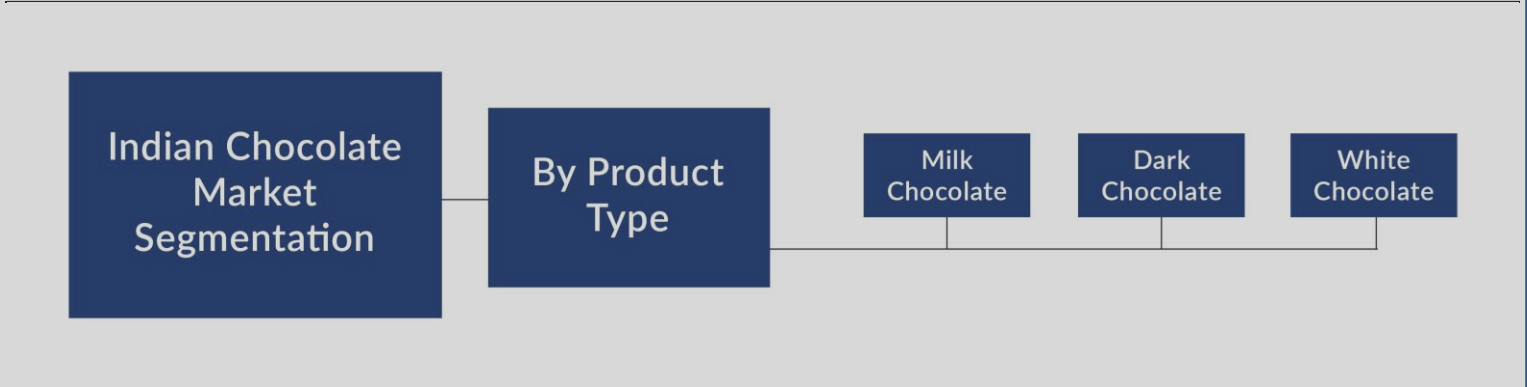 Indian Chocolate
Market
Segmentation
By Product
Type
Milk
Chocolate
Dark
Chocolate
White
Chocolate